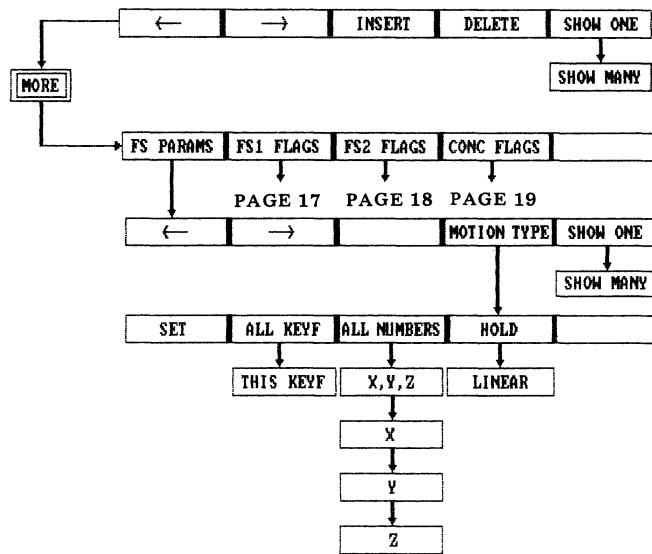 ← → INSERT DELETE SHOW ONE
MORE
SHOW MANY
FS PARAMS FS1 FLAGS FS2 FLAGS CONC FLAGS
PAGE 17 PAGE 18 PAGE 19
← → MOTION TYPE SHOW ONE
SHOW MANY
SET ALL KEYF ALL NUMBERS HOLD
THIS KEYF X,Y,Z LINEAR
X
Y
Z